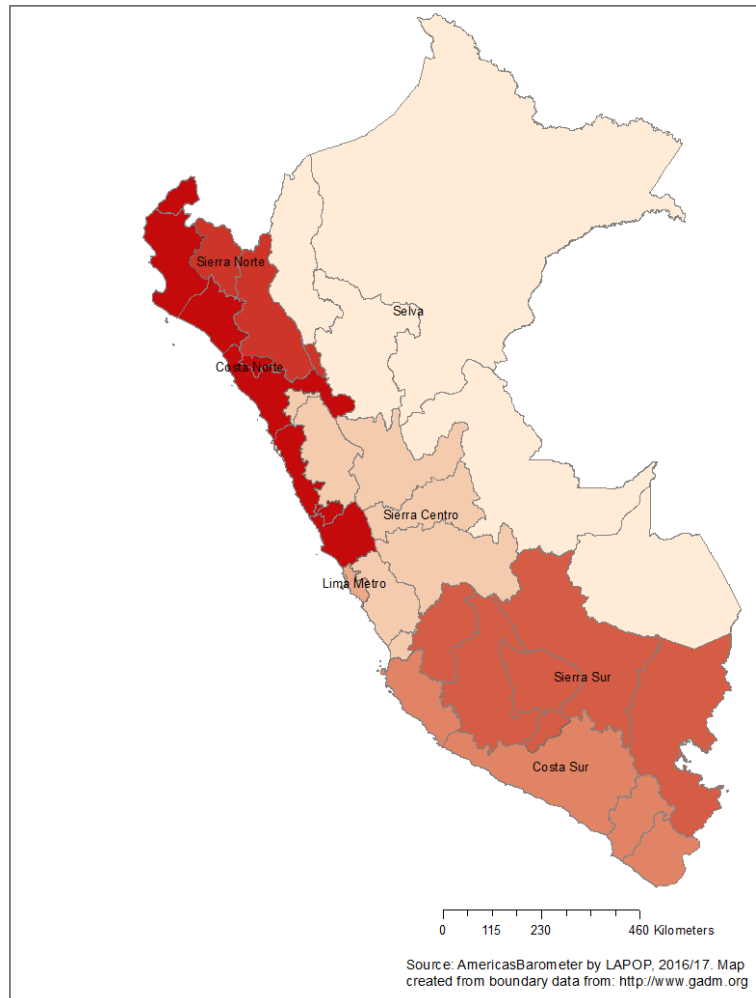 Sierra Norte
Selva
Costa Norte
Sierra Centro
Lima Metro
Sierra Sur
Costa Sur
0 115 230 460 Kilometers
Source: AmericasBarometer by LAPOP, 2016/17. Map
created from boundary data from: http://www.gadm.org